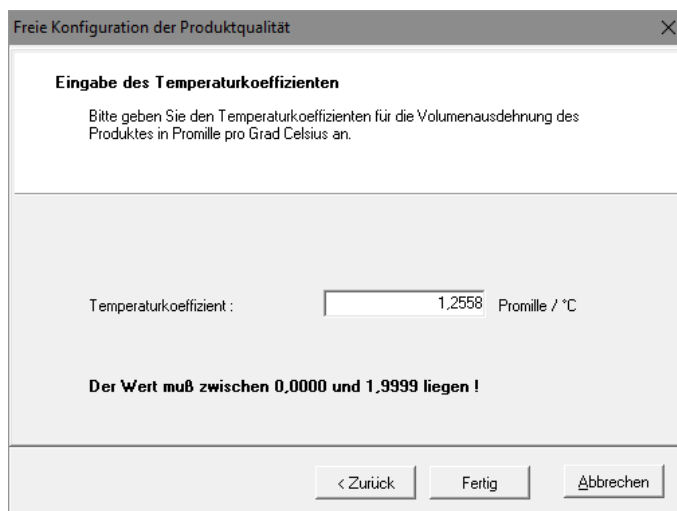 Freie Konfiguration der Produktqualität
Eingabe des Temperaturkoeffizienten
Bitte geben Sie den Temperaturkoeffizienten für die Volumenausdehnung des
Produktes in Promille pro Grad Celsius an.
Temperaturkoeffizient : 1,2558 Promille / °C
Der Wert muß zwischen 0,0000 und 1,9999 liegen !
< Zurück Fertig Abbrechen